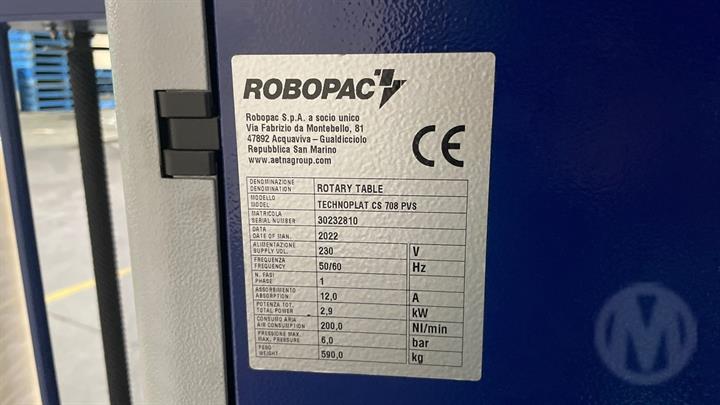 ROBOPAC
Robopac S.p.A. a socio unico
Via Fabrizio da Montebello, 81
47892 Acquaviva - Gualdicciolo
Repubblica San Marino
www.aetnagroup.com
CE
DENOMINAZIONE
DENOMINATION ROTARY TABLE
MODELLO
MODEL TECHNOPLAT CS 708 PVS
MATRICOLA
SERIAL NUMBER 30232810
DATA
DATE OF MAN. 2022
ALIMENTAZIONE
SUPPLY VOL. 230 V
FREQUENZA
FREQUENCY 50/60 Hz
N. FASI
PHASE 1
ASSORBIMENTO
ABSORPTION 12,0 A
POTENZA TOT.
TOTAL POWER 2,9 kW
CONSUMO ARIA
AIR CONSUMPTION 200,0 Nl/min
PRESSIONE MAX.
MAX. PRESSURE 6,0 bar
PESO
WEIGHT 590,0 kg
M